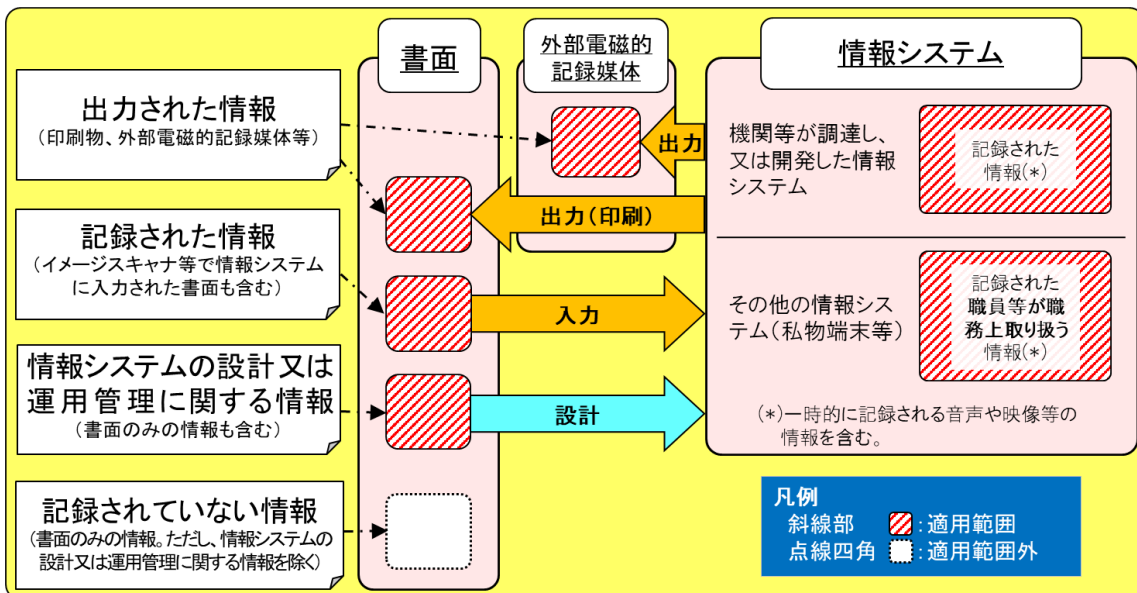 書面
外部電磁的
記録媒体
情報システム
出力された情報
(印刷物、外部電磁的記録媒体等)
記録された情報
(イメージスキャナ等で情報システム
に入力された書面も含む)
情報システムの設計又は
運用管理に関する情報
(書面のみの情報も含む)
記録されていない情報
(書面のみの情報。ただし、情報システムの
設計又は運用管理に関する情報を除く)
出力
出力(印刷)
入力
設計
機関等が調達し、
又は開発した情報
システム
記録された
情報(*)
その他の情報シス
テム(私物端末等)
記録された
職員等が職
務上取り扱う
情報(*)
(*)一時的に記録される音声や映像等の
情報を含む。
凡例
斜線部 :適用範囲
点線四角 :適用範囲外